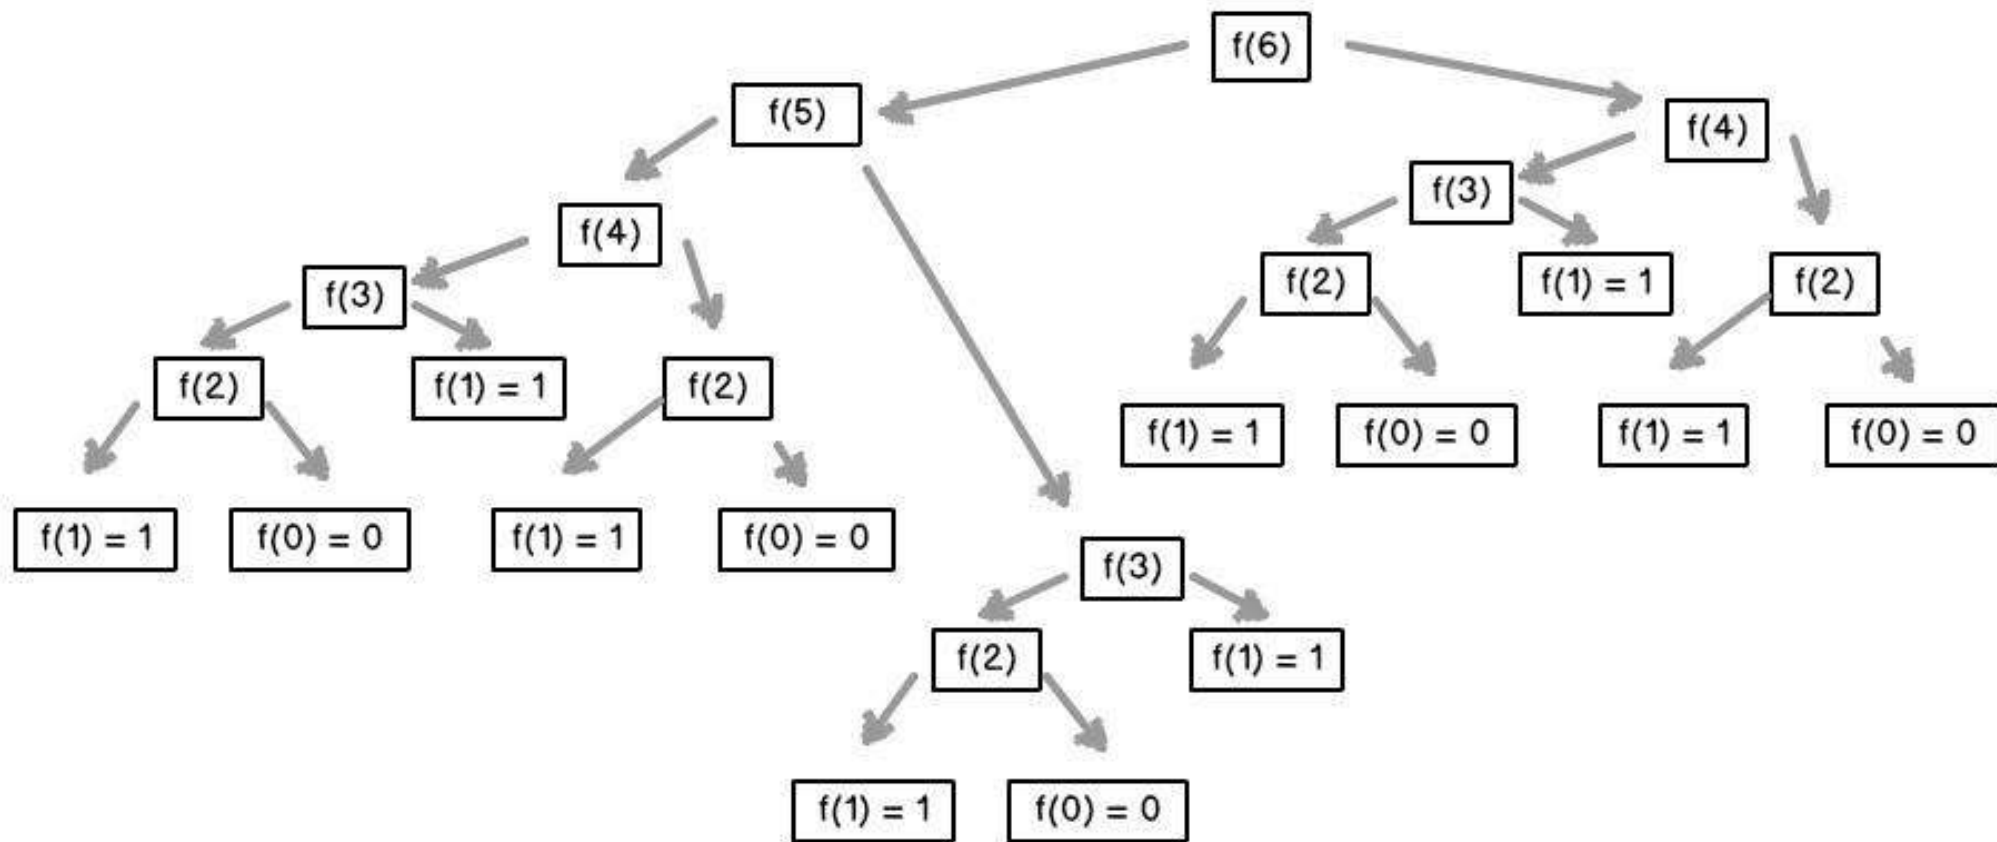 f(6)
f(5)
f(4)
f(3)
f(4)
f(3)
f(2)
f(1) = 1
f(2)
f(2)
f(1) = 1
f(2)
f(1) = 1
f(0) = 0
f(1) = 1
f(0) = 0
f(1) = 1
f(0) = 0
f(1) = 1
f(0) = 0
f(3)
f(2)
f(1) = 1
f(1) = 1
f(0) = 0